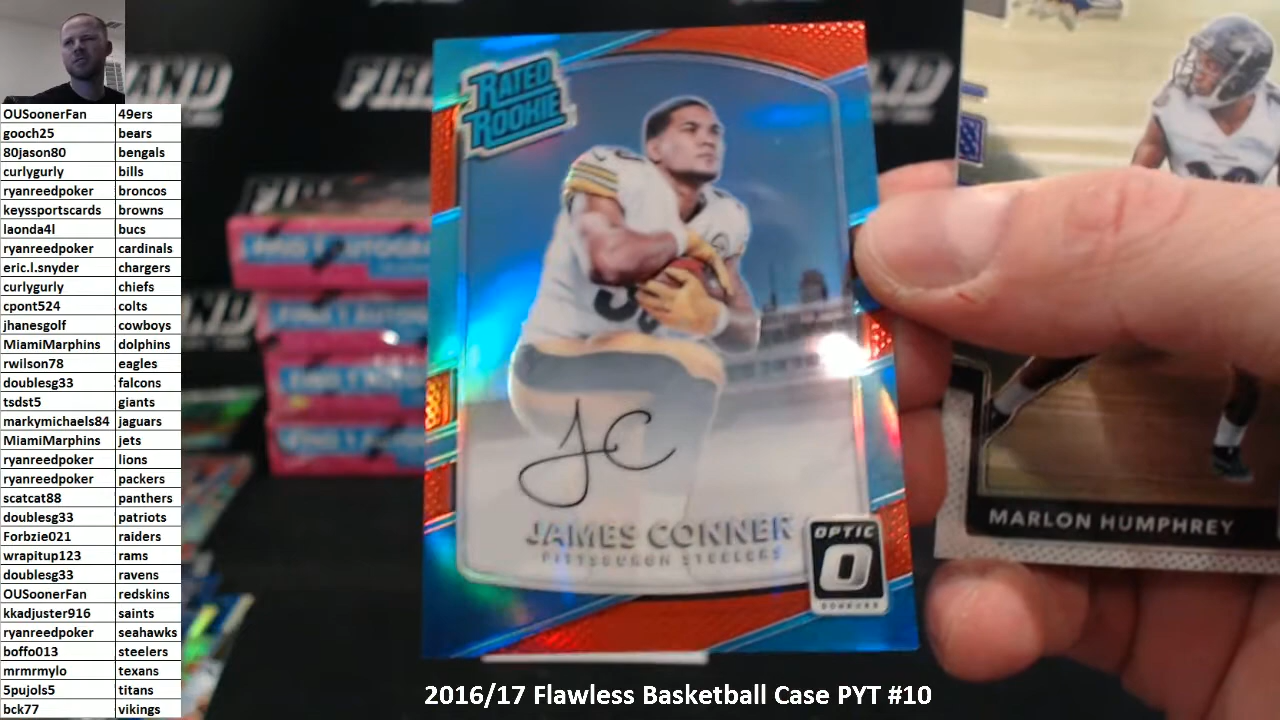 OUSoonerFan 49ers
gooch25 bears
80jason80 bengals
curlygurly bills
ryanreedpoker broncos
keyssportscards browns
laonda4l bucs
ryanreedpoker cardinals
eric.l.snyder chargers
curlygurly chiefs
cpont524 colts
jhanesgolf cowboys
MiamiMarphins dolphins
rwilson78 eagles
doublesg33 falcons
tsdst5 giants
markymichaels84 jaguars
MiamiMarphins jets
ryanreedpoker lions
ryanreedpoker packers
scatcat88 panthers
doublesg33 patriots
Forbzie021 raiders
wrapitup123 rams
doublesg33 ravens
OUSoonerFan redskins
kkadjuster916 saints
ryanreedpoker seahawks
boffo013 steelers
mrmrmylo texans
5pujols5 titans
bck77 vikings
RATED
ROOKIE
JC
JAMES CONNER
PITTSBURGH STEELERS
OPTIC
O
DONRUSS
MARLON HUMPHREY
2016/17 Flawless Basketball Case PYT #10